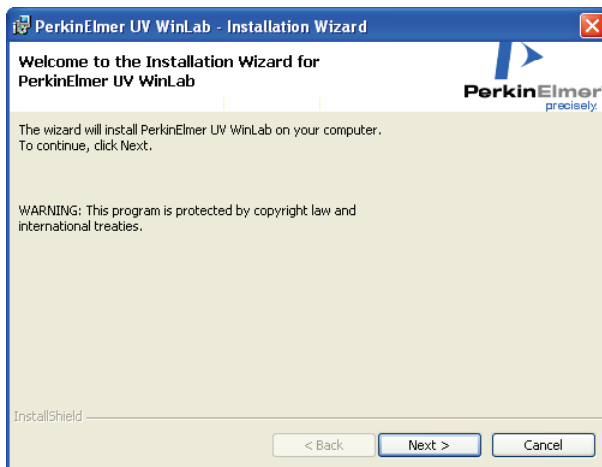 PerkinElmer UV WinLab - Installation Wizard
Welcome to the Installation Wizard for
PerkinElmer UV WinLab
PerkinElmer
precisely.
The wizard will install PerkinElmer UV WinLab on your computer.
To continue, click Next.
WARNING: This program is protected by copyright law and
international treaties.
InstallShield
< Back
Next >
Cancel